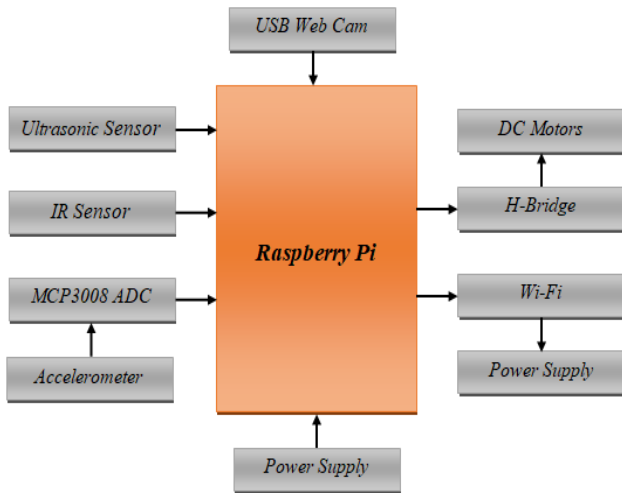 USB Web Cam
Ultrasonic Sensor
DC Motors
IR Sensor
H-Bridge
Raspberry Pi
MCP3008 ADC
Wi-Fi
Accelerometer
Power Supply
Power Supply